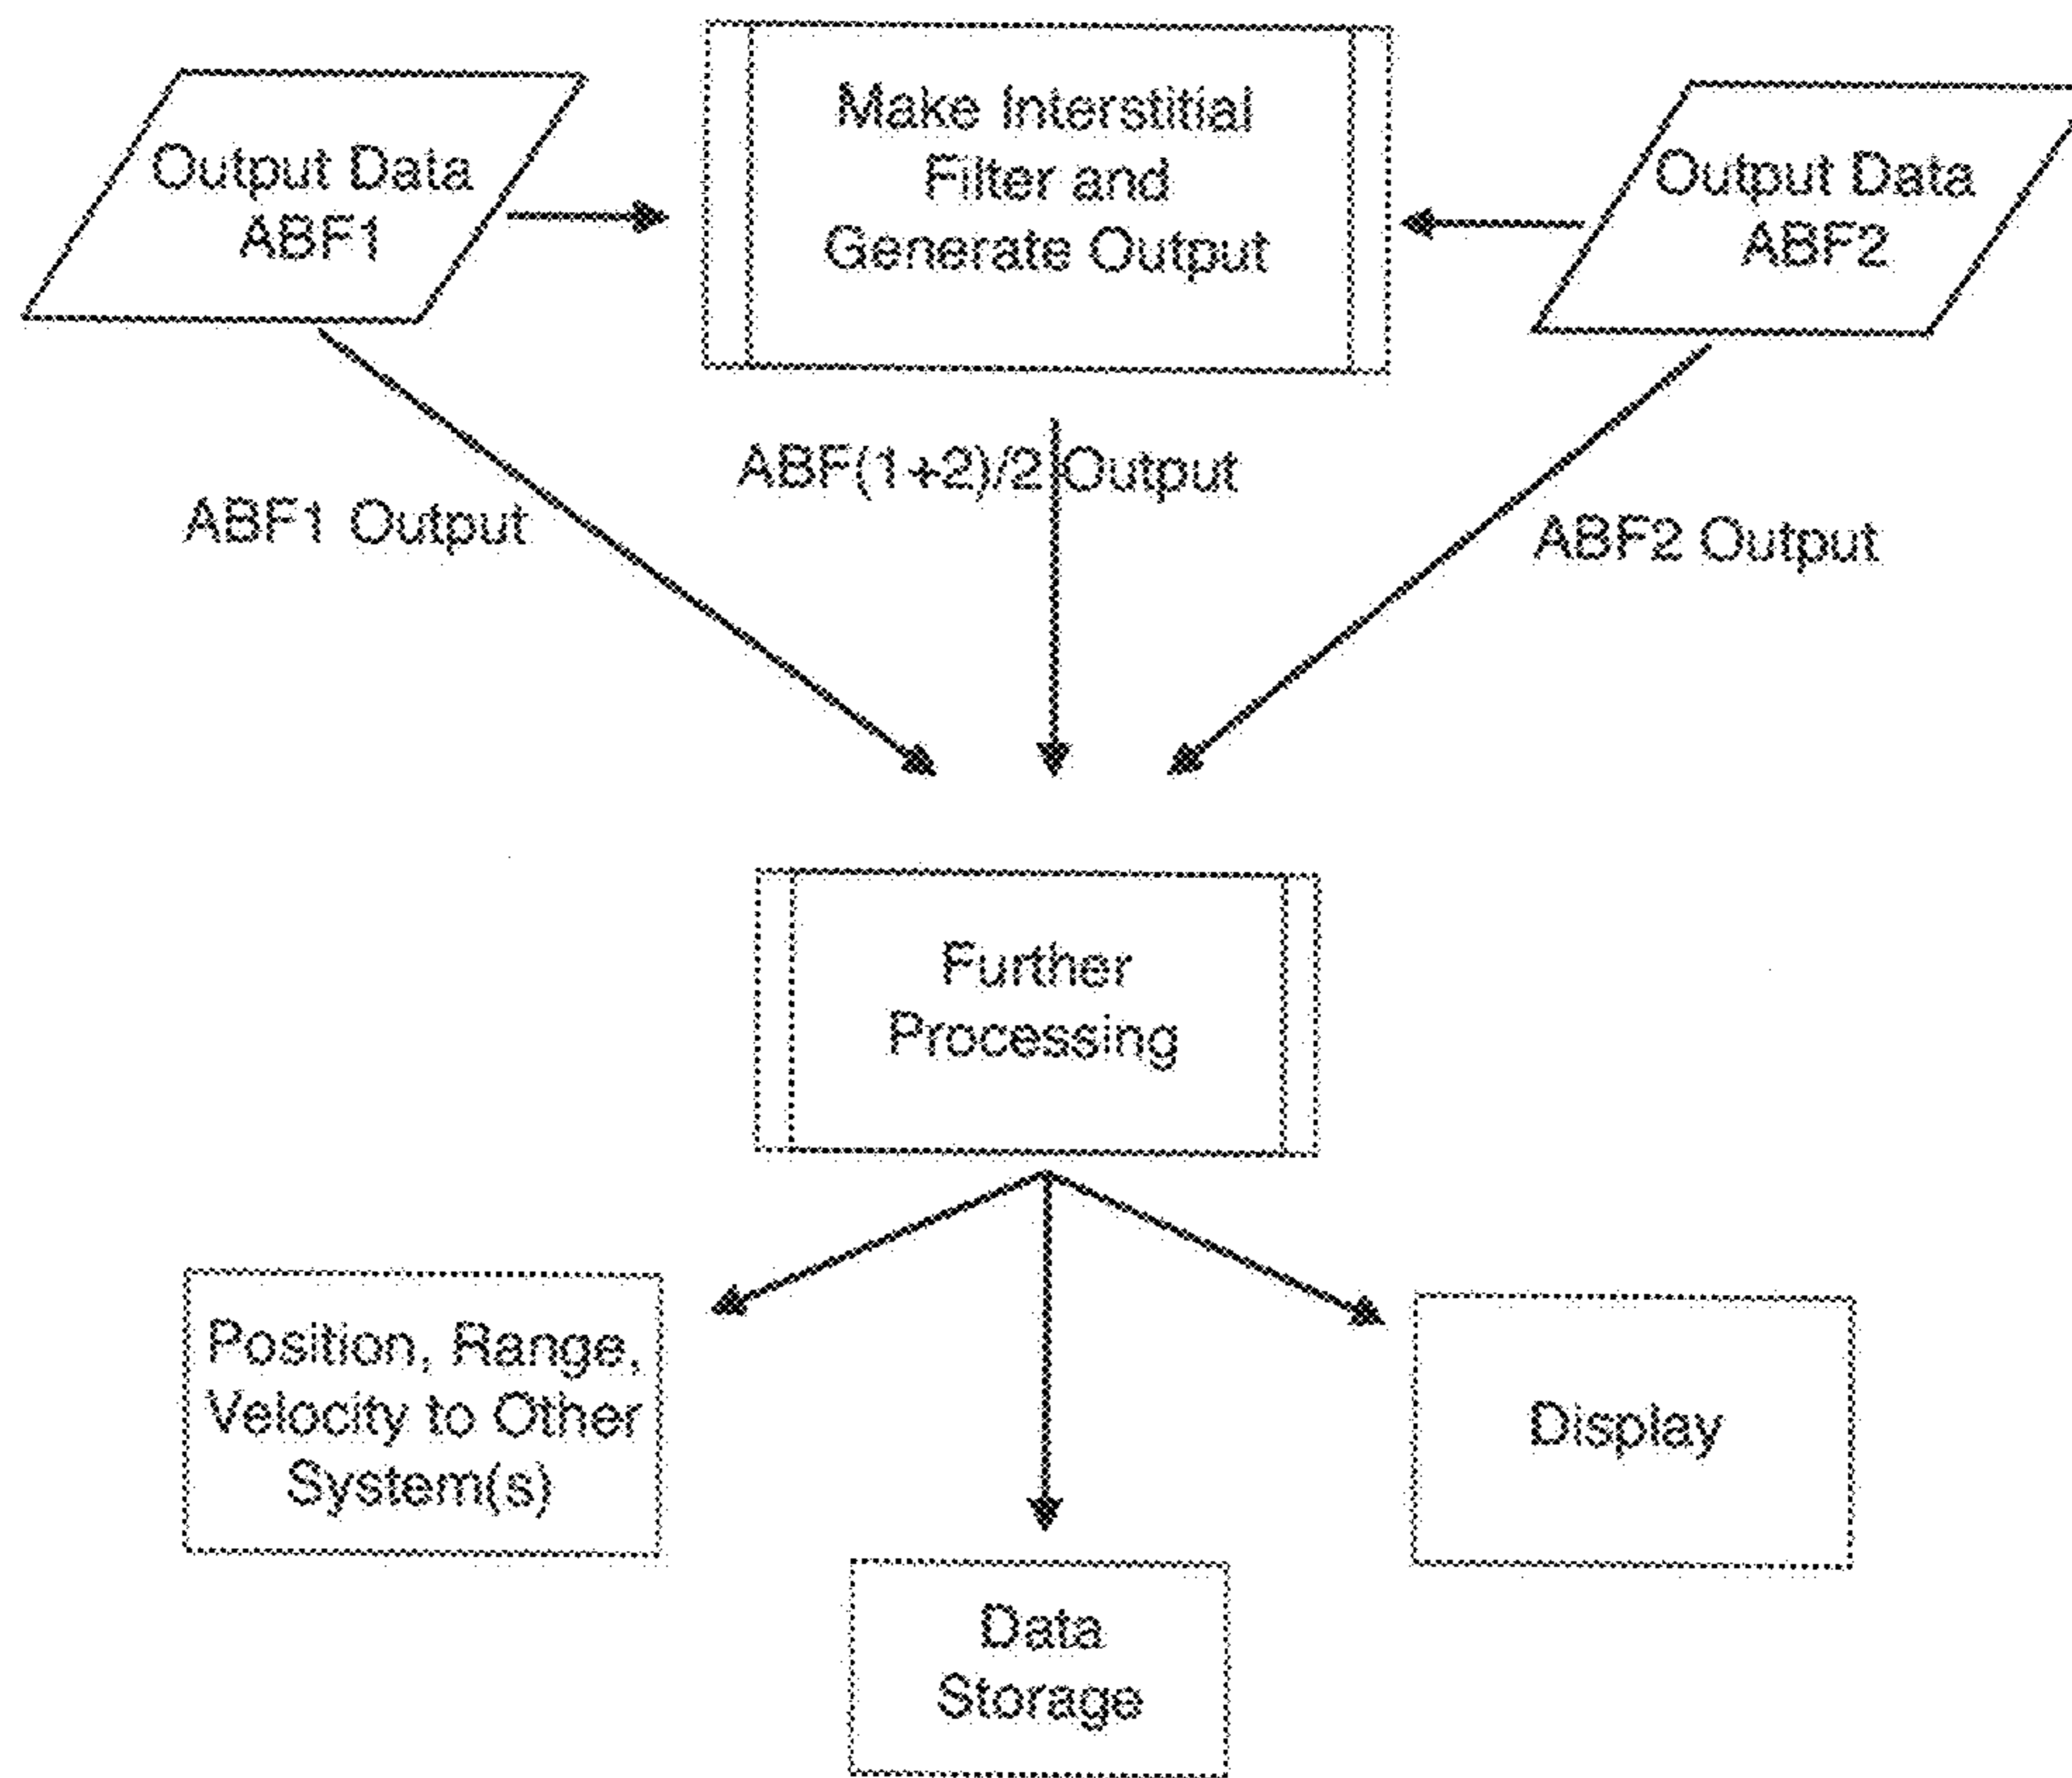 Output Data
ABF1
Make Interstitial
Filter and
Generate Output
Output Data
ABF2
ABF1 Output
ABF(1+2)/2 Output
ABF2 Output
Further
Processing
Position, Range,
Velocity to Other
System(s)
Data
Storage
Display